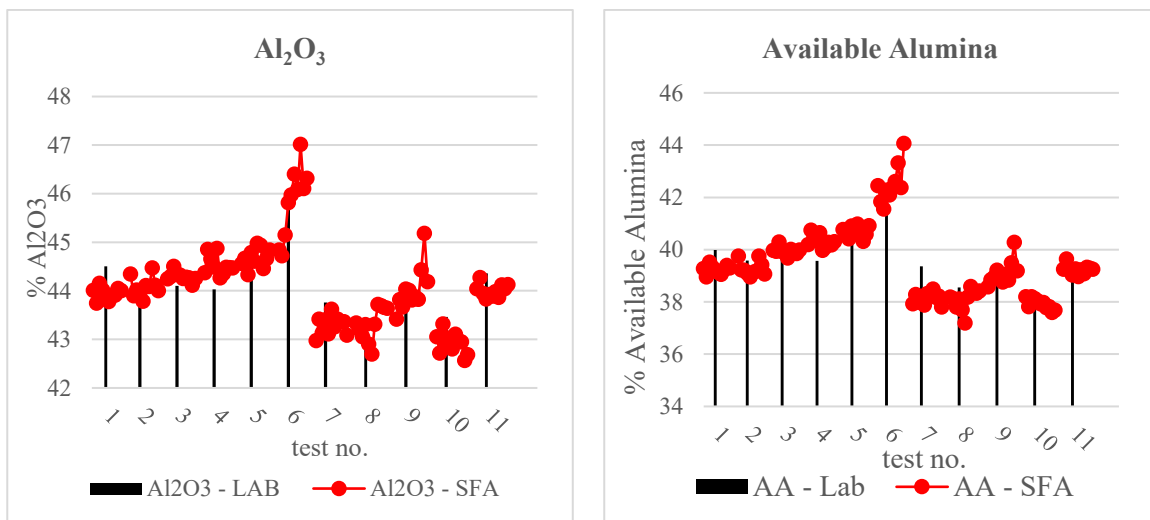 Al₂O₃
% Al2O3
48
47
46
45
44
43
42
1 2 3 4 5 6 7 8 9 10 11
test no.
Al2O3 - LAB Al2O3 - SFA
Available Alumina
% Available Alumina
46
44
42
40
38
36
34
1 2 3 4 5 6 7 8 9 10 11
test no.
AA - Lab AA - SFA